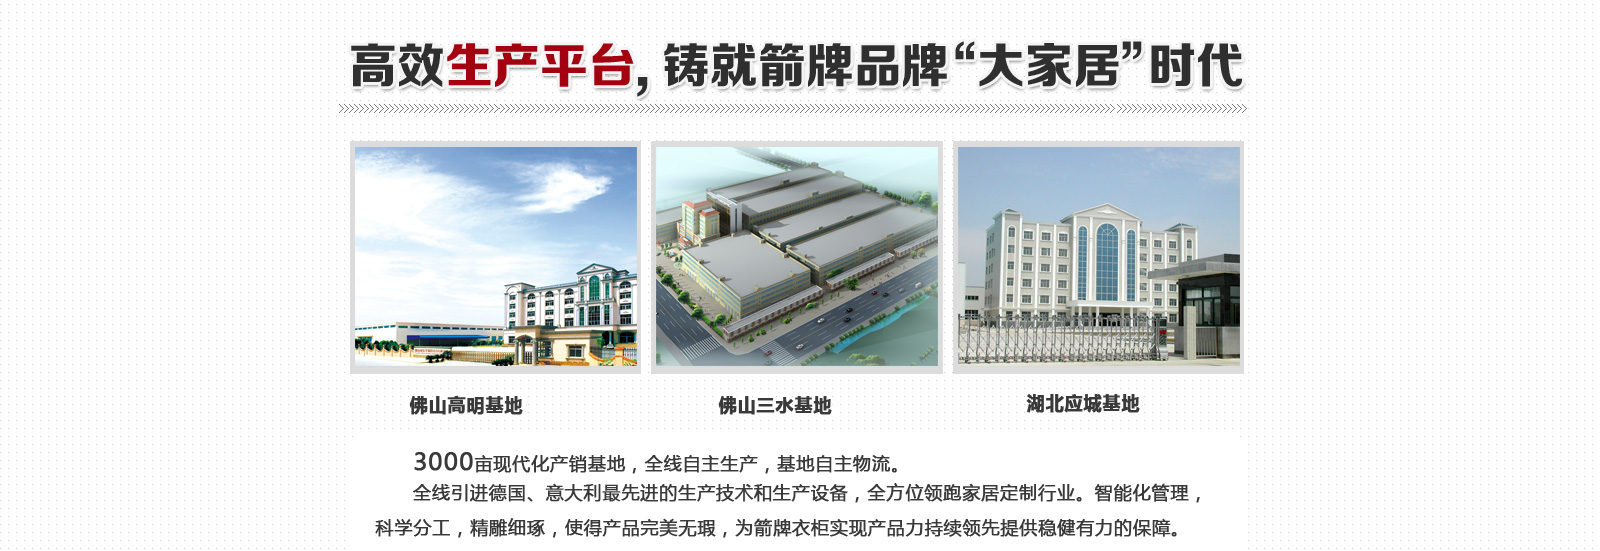 高效生产平台，铸就箭牌品牌“大家居”时代
佛山高明基地
佛山三水基地
湖北应城基地
3000亩现代化产销基地，全线自主生产，基地自主物流。
全线引进德国、意大利最先进的生产技术和生产设备，全方位领跑家居定制行业。智能化管理，
科学分工，精雕细琢，使得产品完美无瑕，为箭牌衣柜实现产品力持续领先提供稳健有力的保障。